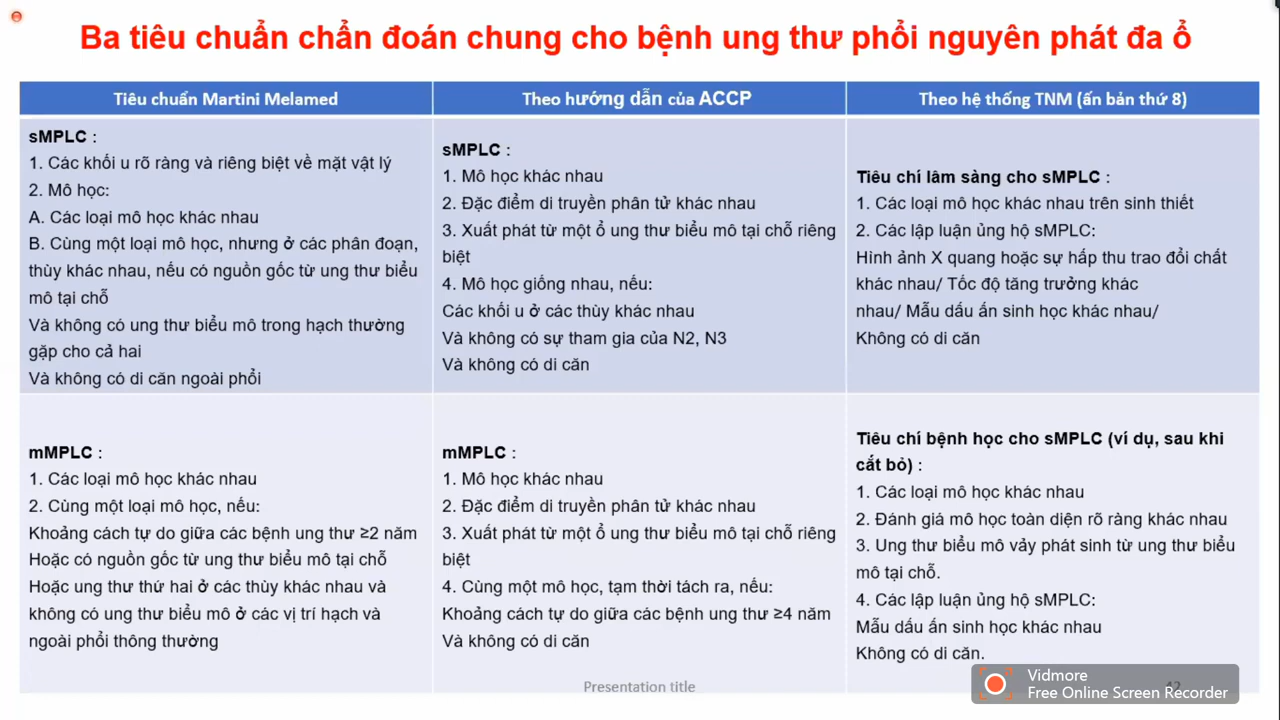 Ba tiêu chuẩn chẩn đoán chung cho bệnh ung thư phổi nguyên phát đa ổ
Tiêu chuẩn Martini Melamed
sMPLC :
1. Các khối u rõ ràng và riêng biệt về mặt vật lý
2. Mô học:
A. Các loại mô học khác nhau
B. Cùng một loại mô học, nhưng ở các phân đoạn,
thùy khác nhau, nếu có nguồn gốc từ ung thư biểu
mô tại chỗ
Và không có ung thư biểu mô trong hạch thường
gặp cho cả hai
Và không có di căn ngoài phổi
mMPLC :
1. Các loại mô học khác nhau
2. Cùng một loại mô học, nếu:
Khoảng cách tự do giữa các bệnh ung thư ≥2 năm
Hoặc có nguồn gốc từ ung thư biểu mô tại chỗ
Hoặc ung thư thứ hai ở các thùy khác nhau và
không có ung thư biểu mô ở các vị trí hạch và
ngoài phổi thông thường
Theo hướng dẫn của ACCP
sMPLC :
1. Mô học khác nhau
2. Đặc điểm di truyền phân tử khác nhau
3. Xuất phát từ một ổ ung thư biểu mô tại chỗ riêng
biệt
4. Mô học giống nhau, nếu:
Các khối u ở các thùy khác nhau
Và không có sự tham gia của N2, N3
Và không có di căn
mMPLC :
1. Mô học khác nhau
2. Đặc điểm di truyền phân tử khác nhau
3. Xuất phát từ một ổ ung thư biểu mô tại chỗ riêng
biệt
4. Cùng một mô học, tạm thời tách ra, nếu:
Khoảng cách tự do giữa các bệnh ung thư ≥4 năm
Và không có di căn
Theo hệ thống TNM (ấn bản thứ 8)
Tiêu chí lâm sàng cho sMPLC :
1. Các loại mô học khác nhau trên sinh thiết
2. Các lập luận ủng hộ sMPLC:
Hình ảnh X quang hoặc sự hấp thu trao đổi chất
khác nhau/ Tốc độ tăng trưởng khác
nhau/ Mẫu dấu ấn sinh học khác nhau/
Không có di căn
Tiêu chí bệnh học cho sMPLC (ví dụ, sau khi
cắt bỏ) :
1. Các loại mô học khác nhau
2. Đánh giá mô học toàn diện rõ ràng khác nhau
3. Ung thư biểu mô vảy phát sinh từ ung thư biểu
mô tại chỗ.
4. Các lập luận ủng hộ sMPLC:
Mẫu dấu ấn sinh học khác nhau
Không có di căn.
Presentation title
Vidmore
Free Online Screen Recorder